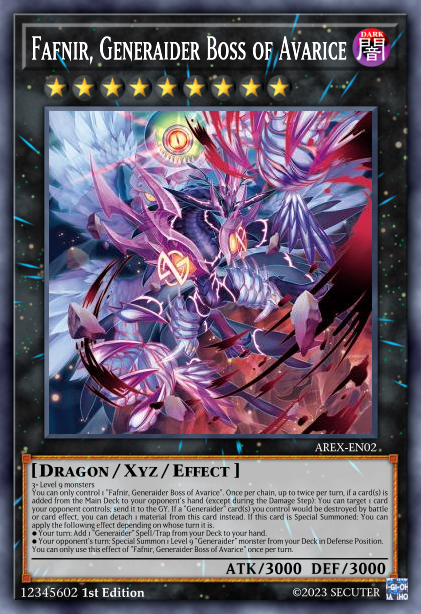 Fafnir, Generaider Boss of Avarice
DARK
闇
AREX-EN02
[Dragon / Xyz / Effect ]
3+ Level 9 monsters
You can only control 1 "Fafnir, Generaider Boss of Avarice". Once per chain, up to twice per turn, if a card(s) is
added from the Main Deck to your opponent's hand (except during the Damage Step): You can target 1 card
your opponent controls; send it to the GY. If a "Generaider" card(s) you control would be destroyed by battle
or card effect, you can detach 1 material from this card instead. If this card is Special Summoned: You can
apply the following effect depending on whose turn it is.
● Your turn: Add 1 "Generaider" Spell/Trap from your Deck to your hand.
● Your opponent's turn: Special Summon 1 Level 9 "Generaider" monster from your Deck in Defense Position.
You can only use this effect of "Fafnir, Generaider Boss of Avarice" once per turn.
ATK/3000 DEF/3000
12345602 1st Edition
©2023 SECUTER